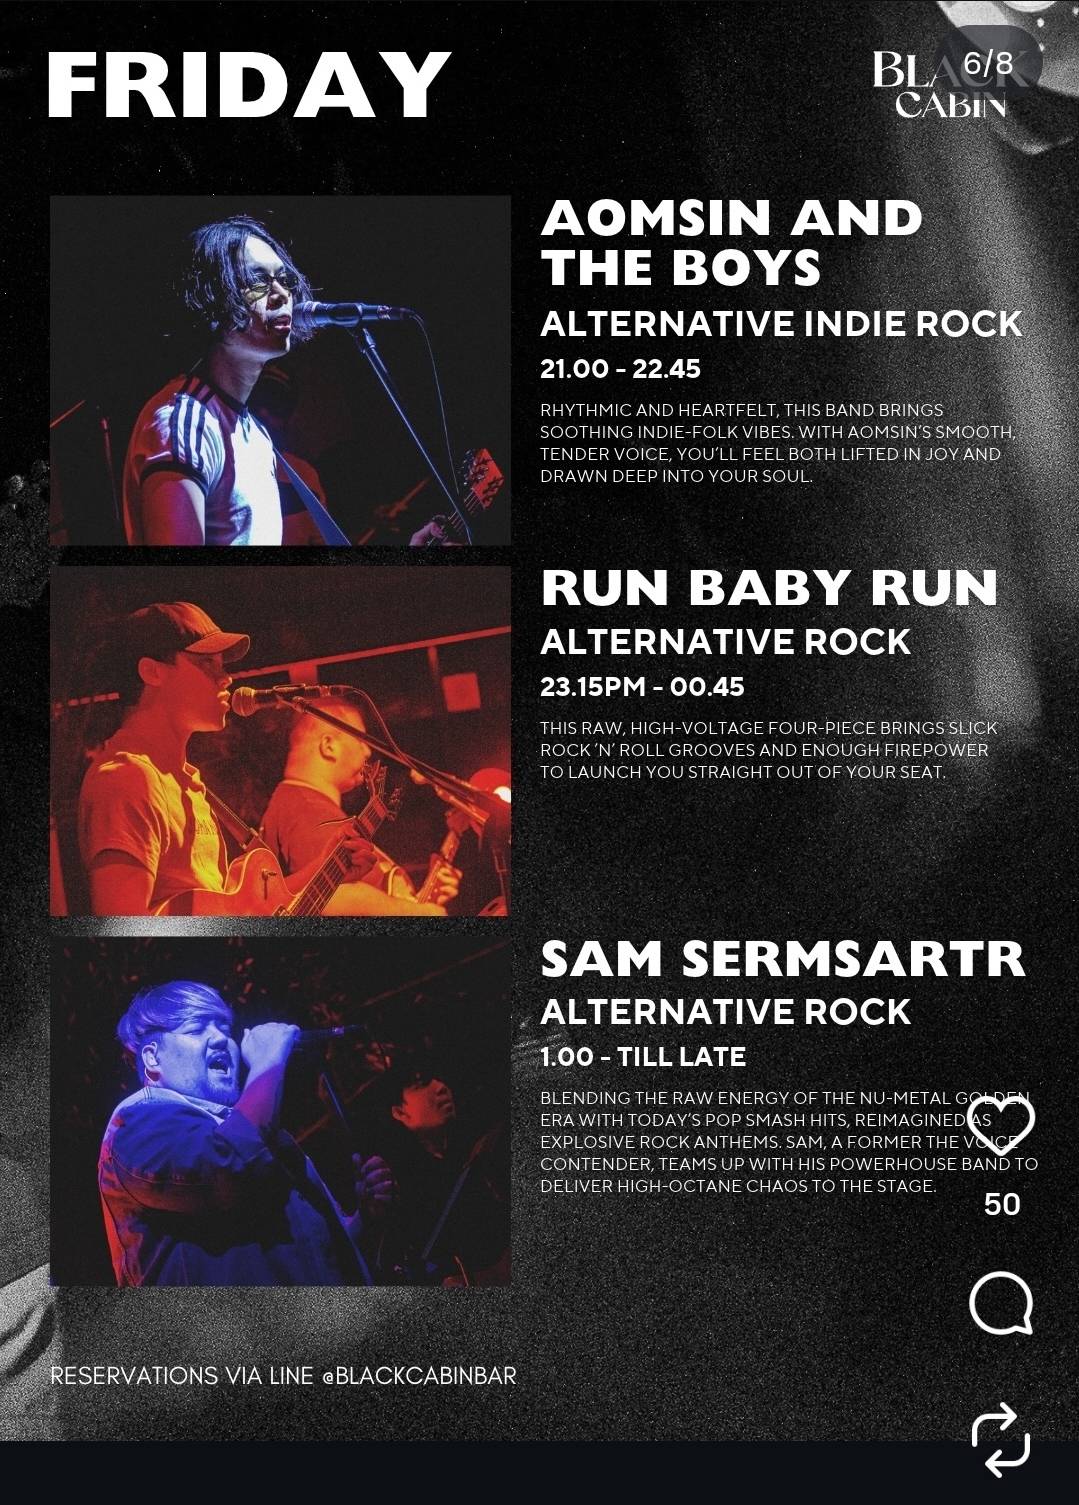 FRIDAY
BLACK
CABIN
6/8
AOMSIN AND
THE BOYS
ALTERNATIVE INDIE ROCK
21.00 - 22.45
RHYTHMIC AND HEARTFELT, THIS BAND BRINGS
SOOTHING INDIE-FOLK VIBES. WITH AOMSIN'S SMOOTH,
TENDER VOICE, YOU'LL FEEL BOTH LIFTED IN JOY AND
DRAWN DEEP INTO YOUR SOUL.
RUN BABY RUN
ALTERNATIVE ROCK
23.15PM - 00.45
THIS RAW, HIGH-VOLTAGE FOUR-PIECE BRINGS SLICK
ROCK 'N' ROLL GROOVES AND ENOUGH FIREPOWER
TO LAUNCH YOU STRAIGHT OUT OF YOUR SEAT.
SAM SERMSARTR
ALTERNATIVE ROCK
1.00 - TILL LATE
BLENDING THE RAW ENERGY OF THE NU-METAL GOLDEN
ERA WITH TODAY'S POP SMASH HITS, REIMAGINED AS
EXPLOSIVE ROCK ANTHEMS. SAM, A FORMER THE VOICE
CONTENDER, TEAMS UP WITH HIS POWERHOUSE BAND TO
DELIVER HIGH-OCTANE CHAOS TO THE STAGE.
50
RESERVATIONS VIA LINE @BLACKCABINBAR